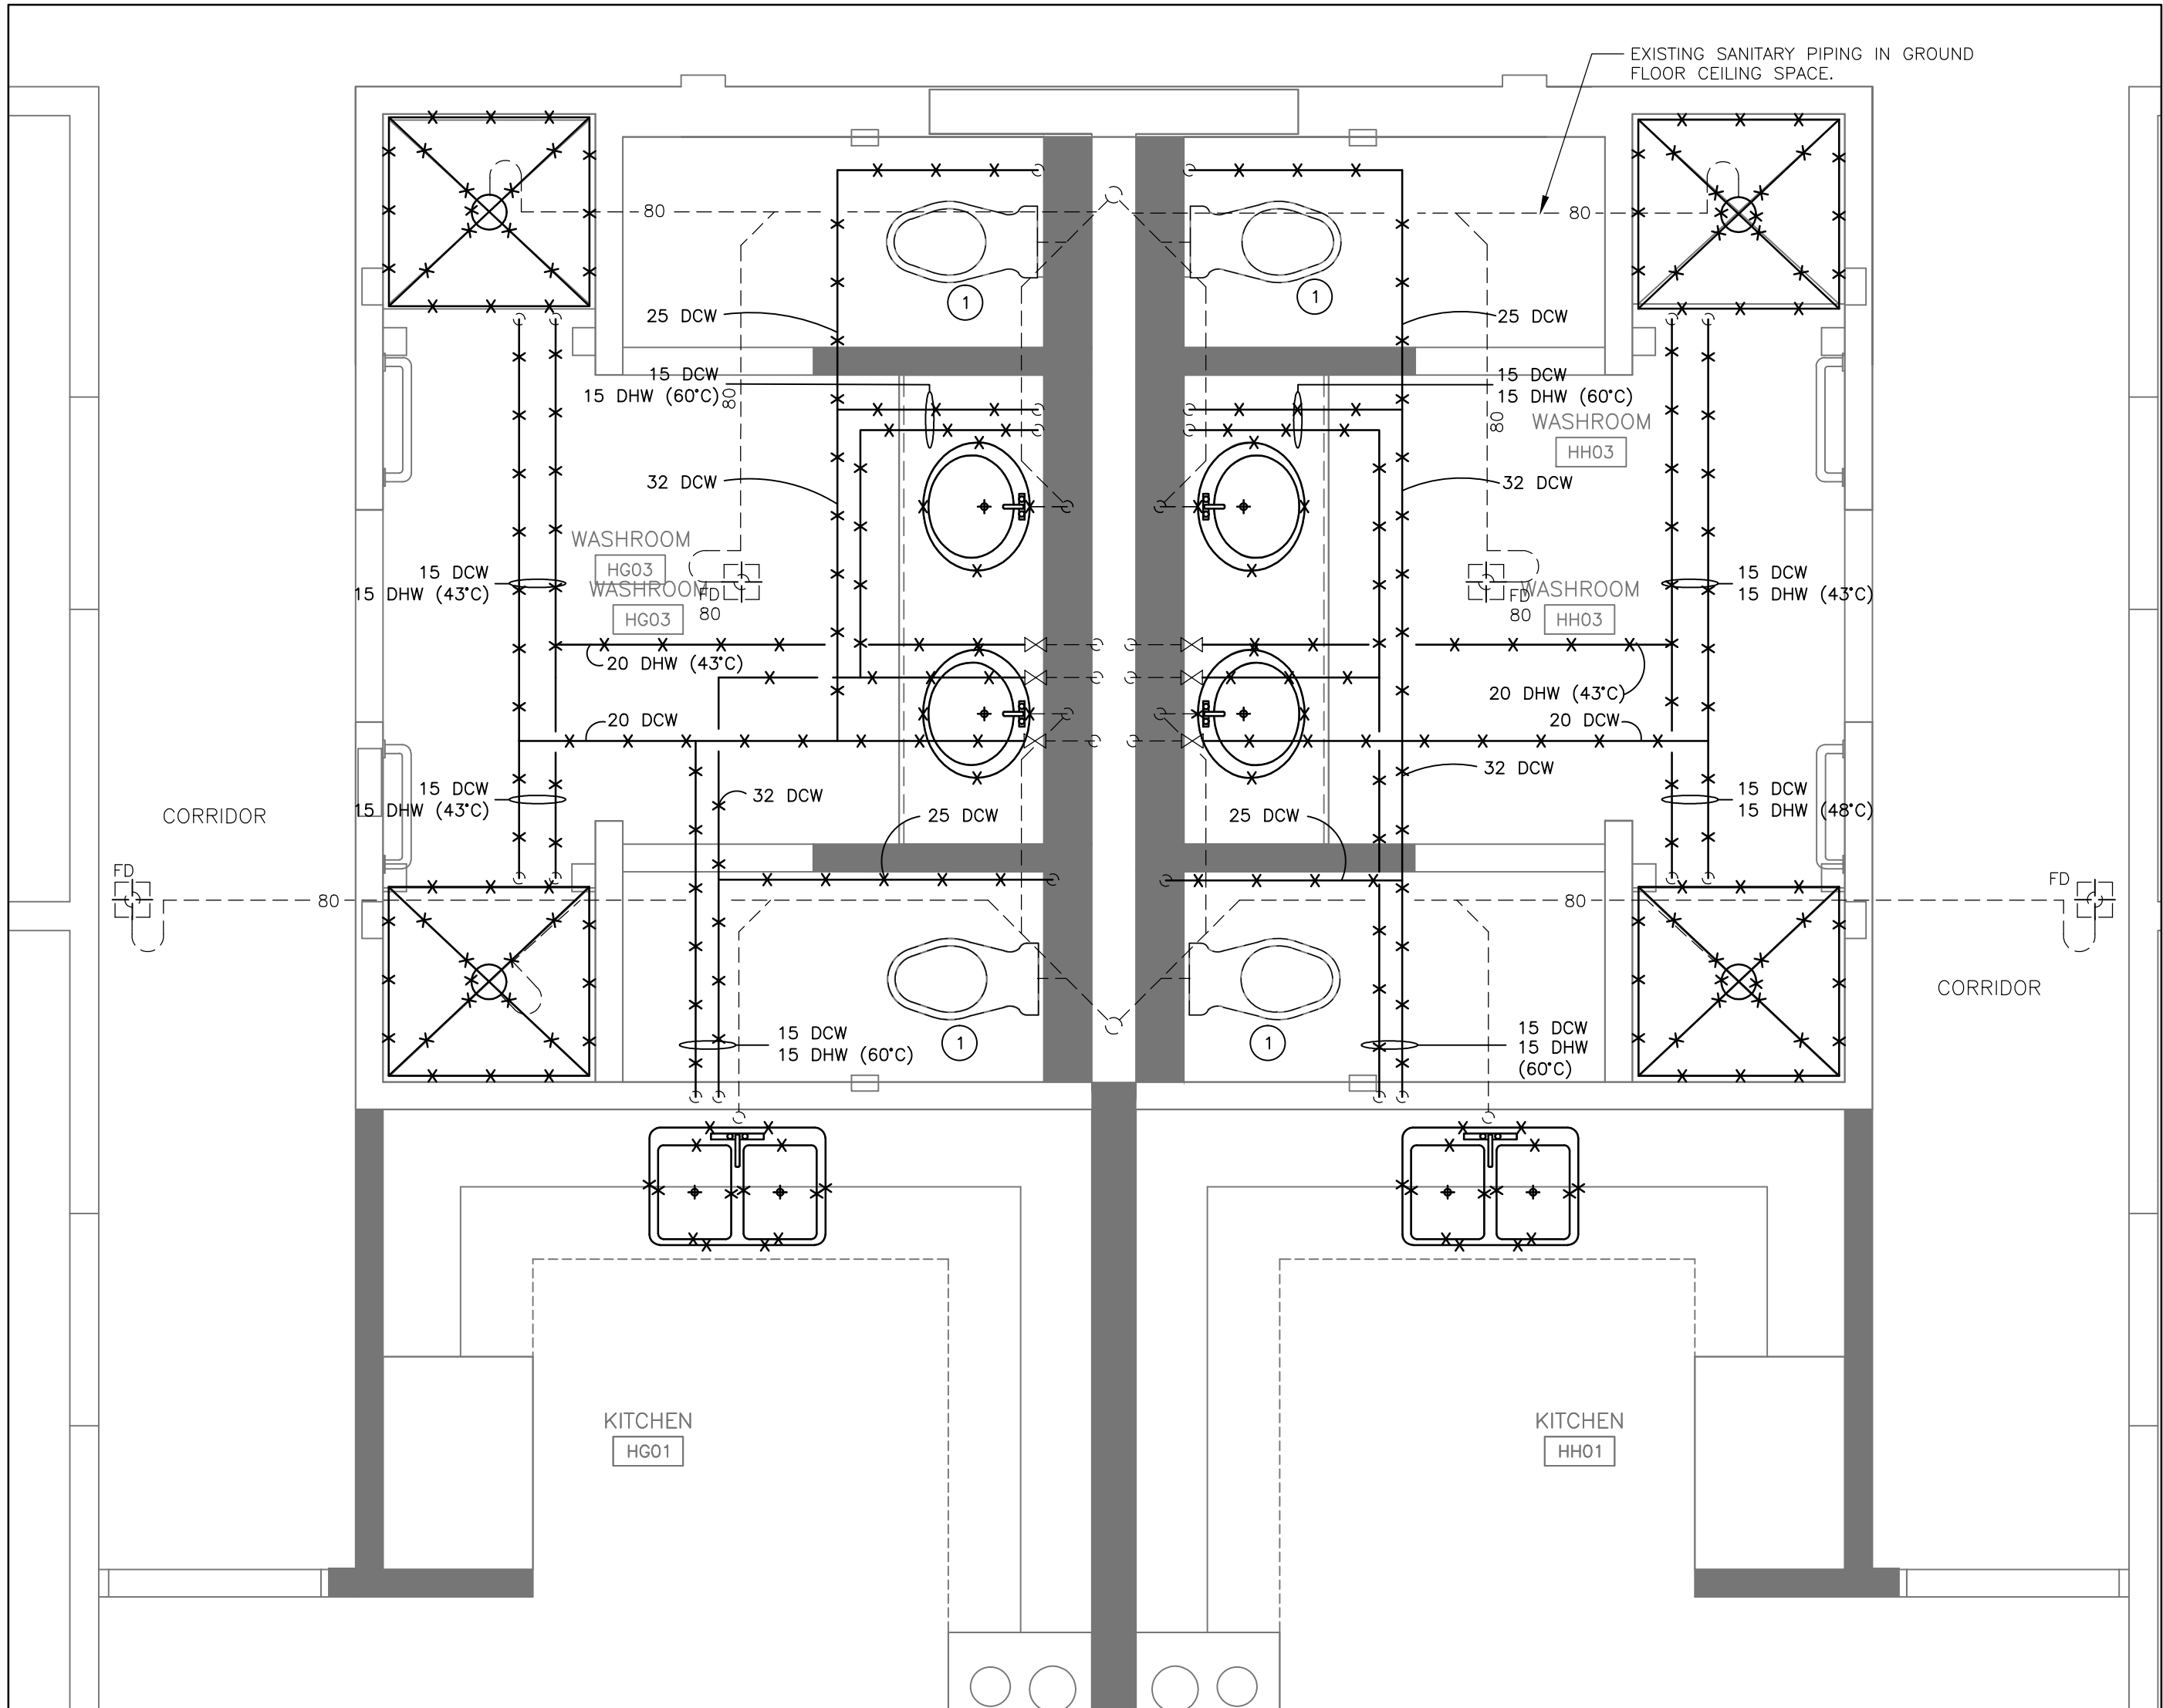 EXISTING SANITARY PIPING IN GROUND
FLOOR CEILING SPACE.
80
80
1
1
25 DCW
25 DCW
15 DCW
15 DHW (60°C)
80
15 DCW
15 DHW (60°C)
80
WASHROOM
HH03
32 DCW
32 DCW
WASHROOM
HG03
15 DCW
15 DHW (43°C)
WASHROOM
HG03
FD
80
FD
80
WASHROOM
HH03
15 DCW
15 DHW (43°C)
20 DHW (43°C)
20 DHW (43°C)
20 DCW
20 DCW
15 DCW
15 DHW (43°C)
32 DCW
32 DCW
15 DCW
15 DHW (48°C)
CORRIDOR
25 DCW
25 DCW
FD
80
80
FD
CORRIDOR
15 DCW
15 DHW (60°C)
1
1
15 DCW
15 DHW
(60°C)
KITCHEN
HG01
KITCHEN
HH01